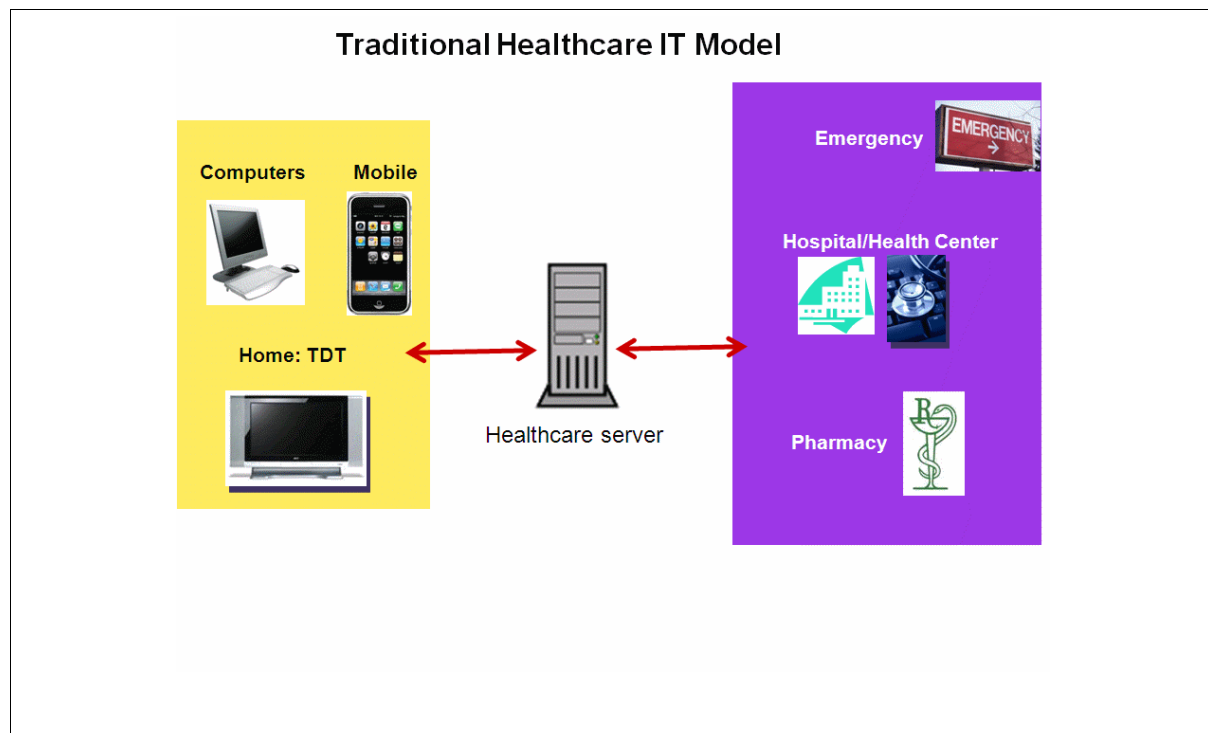 Traditional Healthcare IT Model
Computers
Mobile
Home: TDT
Healthcare server
Emergency
EMERGENCY
→
Hospital/Health Center
Pharmacy
R